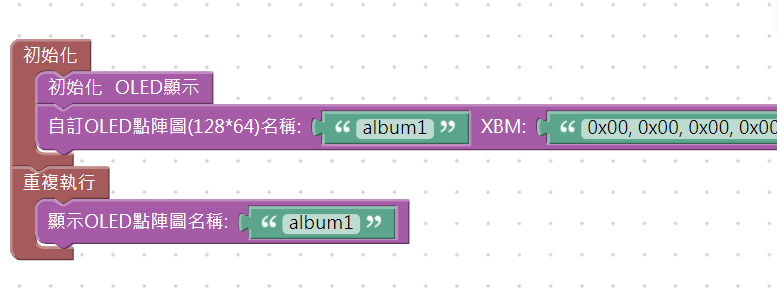 初始化
初始化 OLED顯示
自訂OLED點陣圖(128*64)名稱: “ album1 ” XBM: “ 0x00, 0x00, 0x00, 0x00
重複執行
顯示OLED點陣圖名稱: “ album1 ”